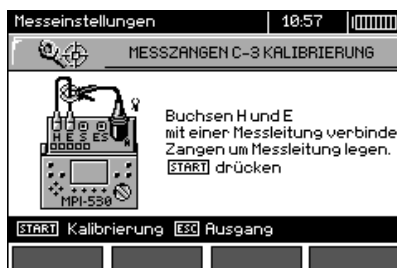 Messeinstellungen 10:57
MESSZANGEN C-3 KALIBRIERUNG
Buchsen H und E
mit einer Messleitung verbinde
Zangen um Messleitung legen.
START drücken
H E S ES
MPI-530
START Kalibrierung ESC Ausgang